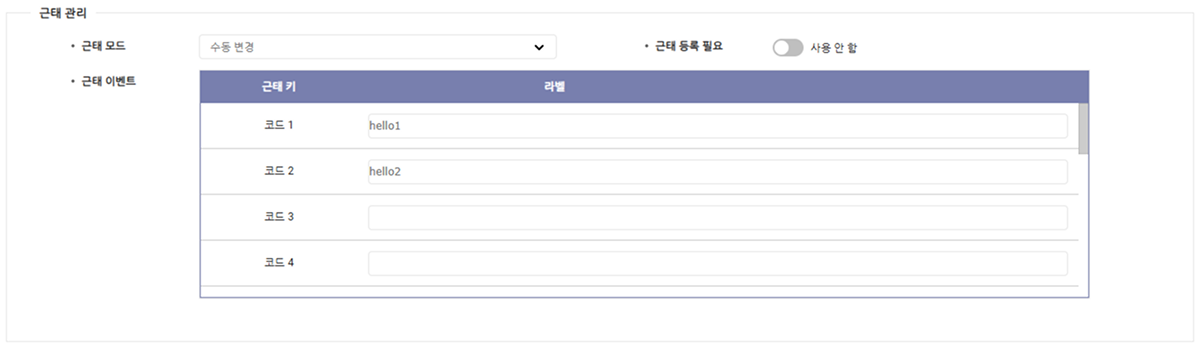 근태 관리
• 근태 모드 수동 변경 • 근태 등록 필요 사용 안 함
• 근태 이벤트 근태 키 라벨
코드 1 hello1
코드 2 hello2
코드 3
코드 4